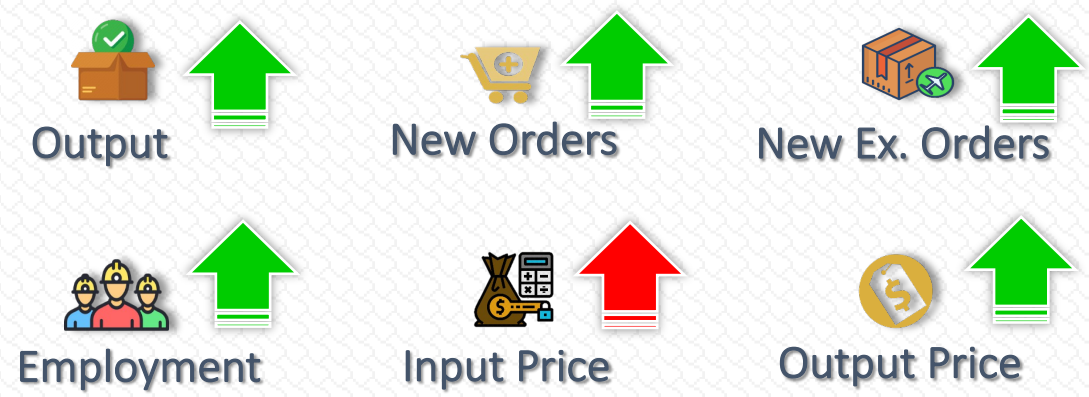 Output
New Orders
New Ex. Orders
Employment
Input Price
Output Price